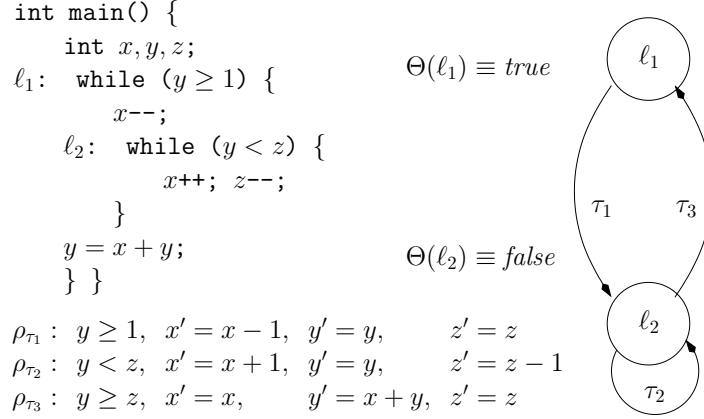 int main() {
int x, y, z;
ℓ₁: while (y ≥ 1) {
x--;
ℓ₂: while (y < z) {
x++; z--;
}
y = x + y;
} }
Θ(ℓ₁) ≡ true
Θ(ℓ₂) ≡ false
ℓ₁
τ₁ τ₃
ℓ₂
τ₂
ρτ₁ : y ≥ 1, x′ = x − 1, y′ = y, z′ = z
ρτ₂ : y < z, x′ = x + 1, y′ = y, z′ = z − 1
ρτ₃ : y ≥ z, x′ = x, y′ = x + y, z′ = z